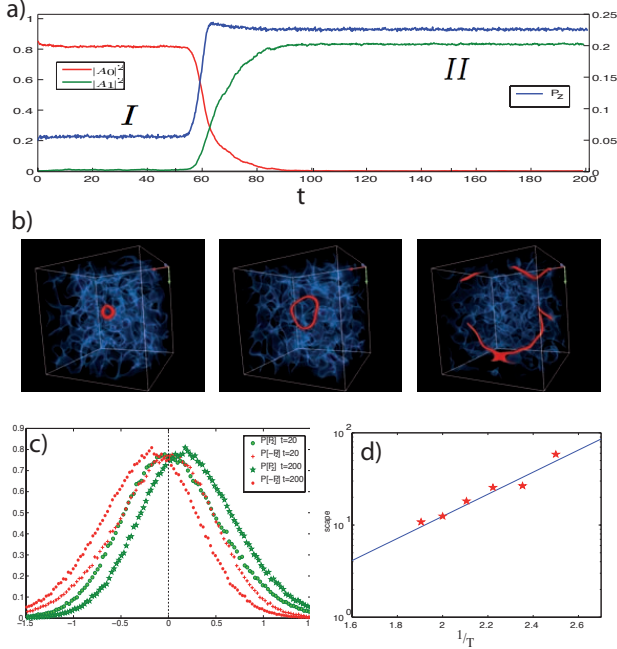 a)
1 0.25
0.8 0.2
0.6 0.15
0.4 0.1
0.2 0.05
0 0
|A₀|²
|A₁|²
I
II
P_z
0 20 40 60 80 100 120 140 160 180 200
t
b)
c)
0.9
0.8
0.7
0.6
0.5
0.4
0.3
0.2
0.1
0
-1.5 -1 -0.5 0 0.5 1 1
t=20
t=20
t=200
t=200
d)
10²
10¹
10⁰
scape
1.6 1.8 2.0 2.2 2.4 2.6
1/T